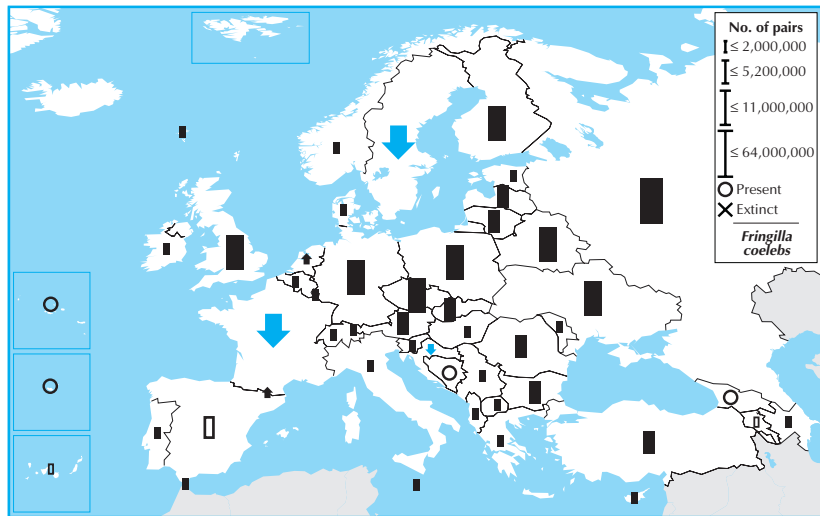 No. of pairs
≤ 2,000,000
≤ 5,200,000
≤ 11,000,000
≤ 64,000,000
Present
Extinct
Fringilla
coelebs